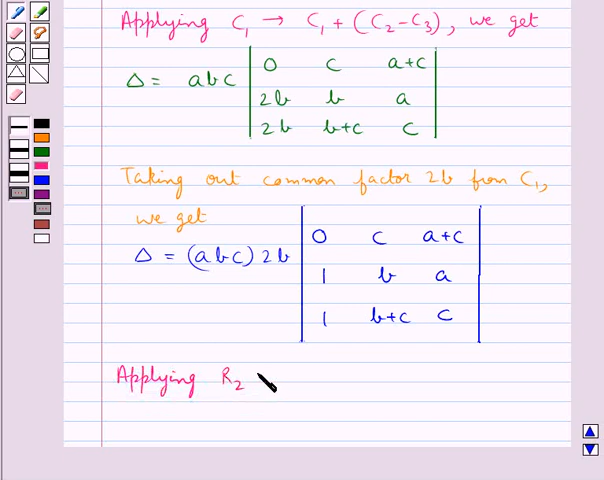 Applying C₁ → C₁ + (C₂ – C₃), we get
0 c a+c
Δ = abc
2b b a
2b b+c c
Taking out common factor 2b from C₁,
we get
0 c a+c
Δ = (abc) 2b
1 b a
1 b+c c
Applying R₂